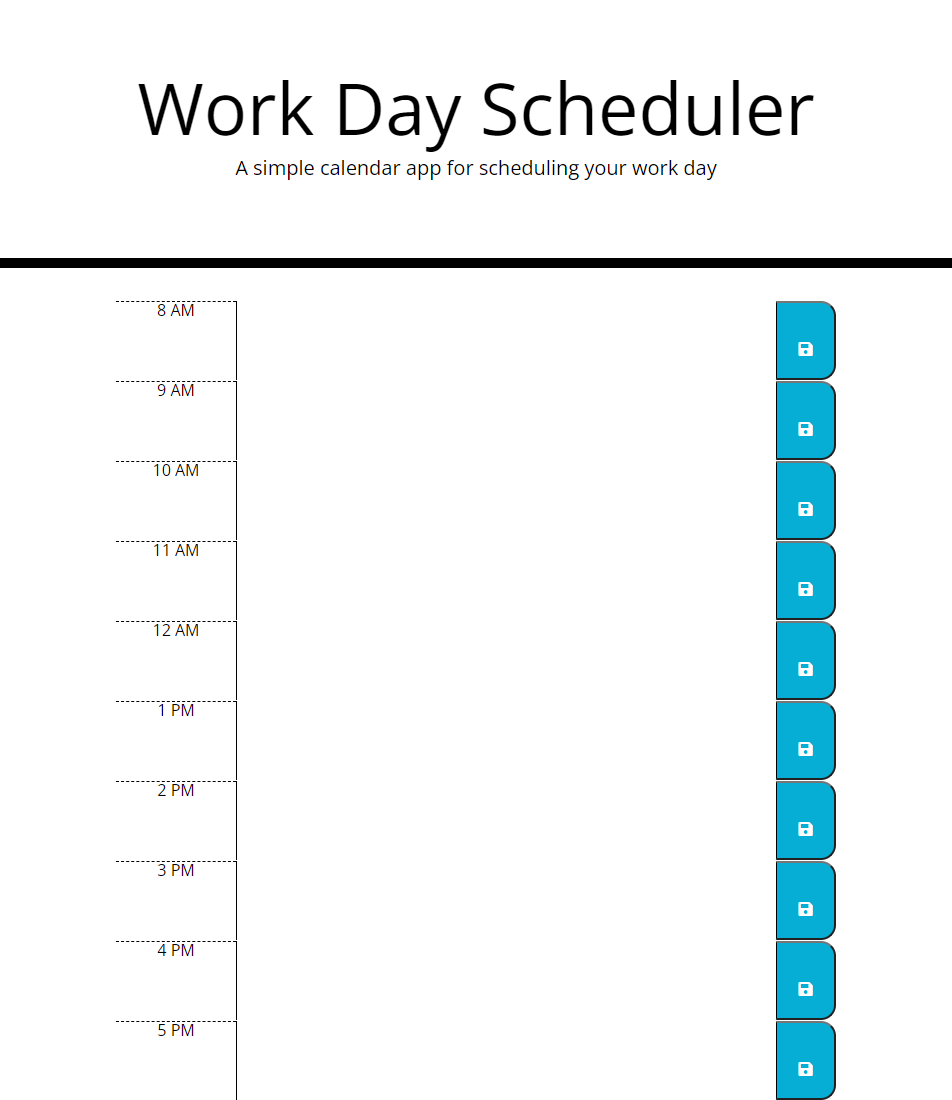 Work Day Scheduler
A simple calendar app for scheduling your work day
8 AM
9 AM
10 AM
11 AM
12 AM
1 PM
2 PM
3 PM
4 PM
5 PM